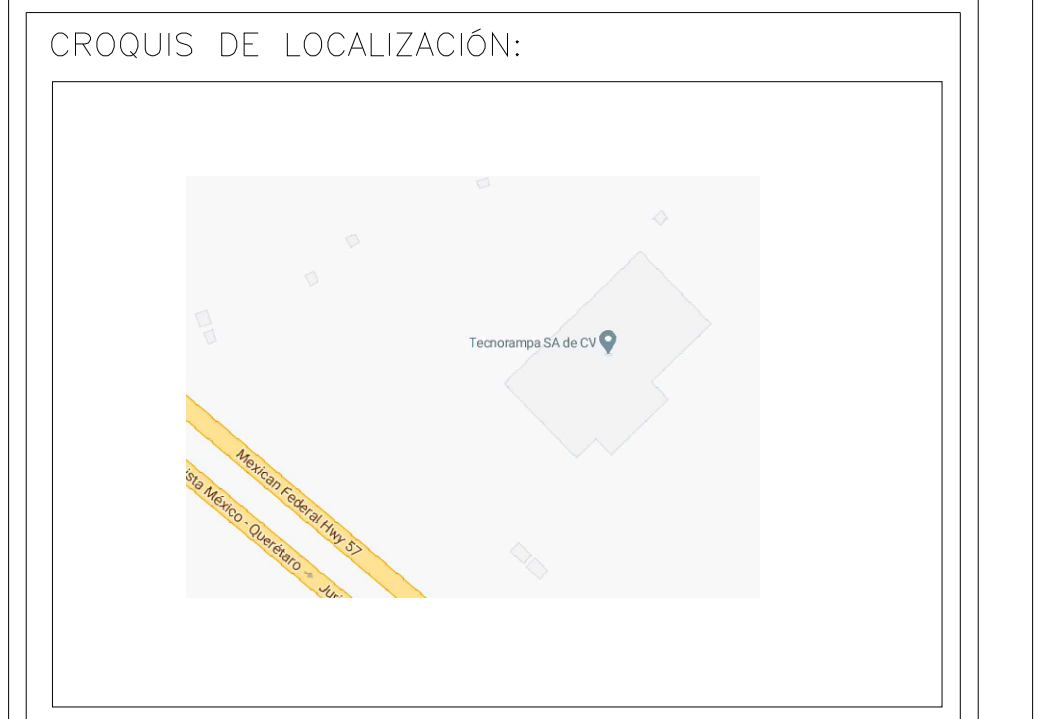 CROQUIS DE LOCALIZACIÓN:
Tecnorampa SA de CV
Mexican Federal Hwy 57
ista México - Querétaro